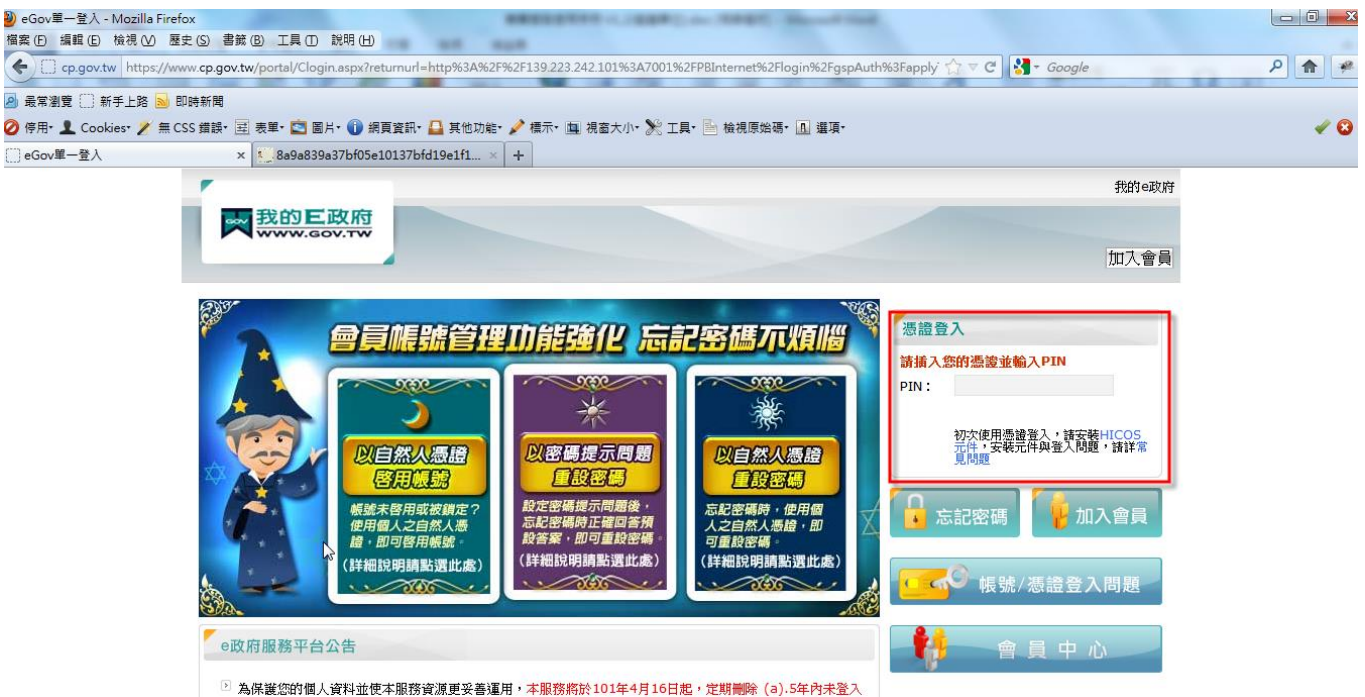 eGov單一登入 - Mozilla Firefox
檔案(F) 編輯(E) 檢視(V) 歷史(S) 書籤(B) 工具(T) 說明(H)
cp.gov.tw https://www.cp.gov.tw/portal/Clogin.aspx?returnurl=http%3A%2F%2F139.223.242.101%3A7001%2FPBInternet%2Flogin%2FgspAuth%3Fapply Google
最常瀏覽 新手上路 即時新聞
停用 Cookies 無 CSS 錯誤 表單 圖片 網頁資訊 其他功能 標示 視窗大小 工具 檢視原始碼 選項
eGov單一登入 × 8a9a839a37bf05e10137bfd19e1f1... × +
我的e政府
GOV 我的E政府
WWW.GOV.TW
加入會員
會員帳號管理功能強化 忘記密碼不煩惱
以自然人憑證
啓用帳號
帳號未啓用或被鎖定?
使用個人之自然人憑
證,即可啓用帳號。
(詳細說明請點選此處)
以密碼提示問題
重設密碼
設定密碼提示問題後,
忘記密碼時正確回答預
設答案,即可重設密碼。
(詳細說明請點選此處)
以自然人憑證
重設密碼
忘記密碼時,使用個
人之自然人憑證,即
可重設密碼。
(詳細說明請點選此處)
憑證登入
請插入您的憑證並輸入PIN
PIN:
初次使用憑證登入,請安裝HICOS
元件,安裝元件與登入問題,請詳常
見問題
忘記密碼 加入會員
帳號/憑證登入問題
會員中心
e政府服務平台公告
為保護您的個人資料並使本服務資源更妥善運用,本服務將於101年4月16日起,定期刪除 (a).5年內未登入